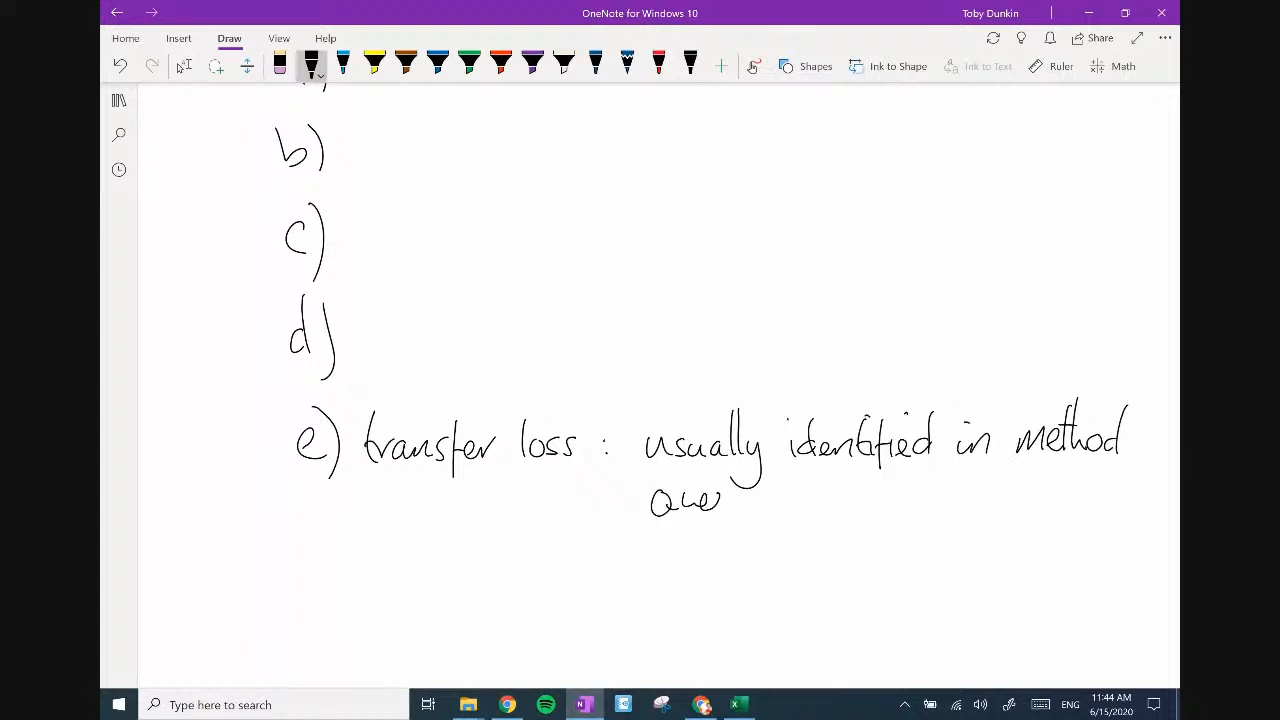 OneNote for Windows 10
Toby Dunkin
Home Insert Draw View Help
Share
Shapes Ink to Shape Ink to Text Ruler Math
b)
c)
d)
e) transfer loss : usually identified in method
Type here to search
ENG
11:44 AM
6/15/2020